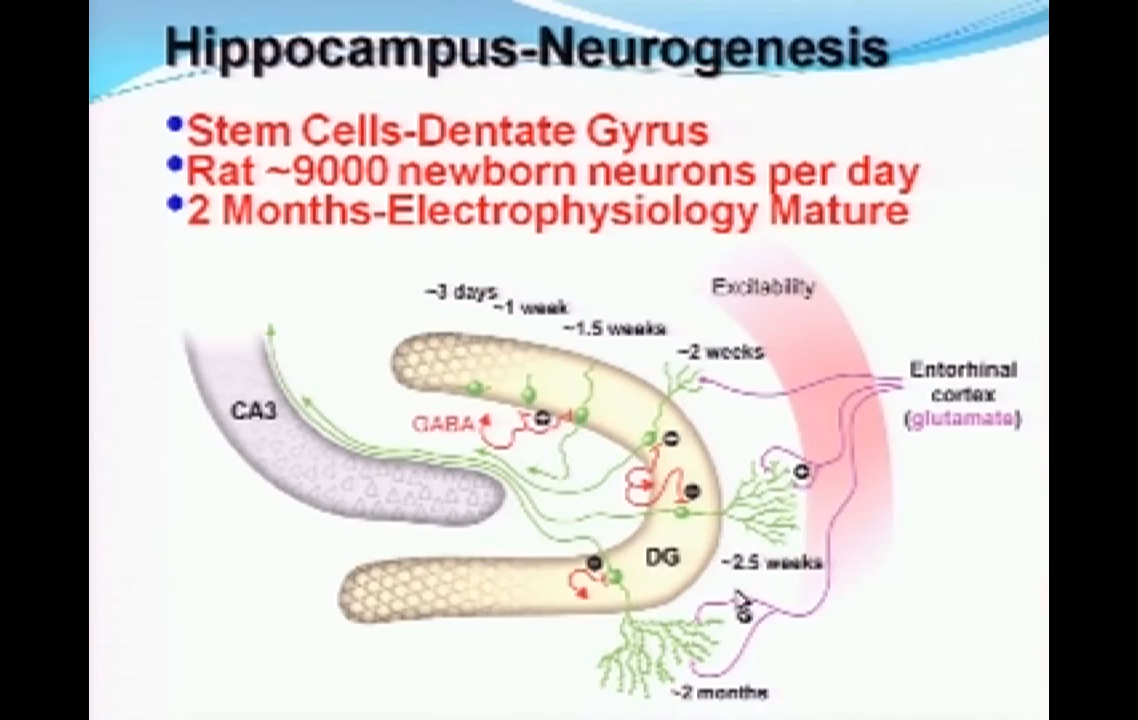 Hippocampus-Neurogenesis
•Stem Cells-Dentate Gyrus
•Rat ~9000 newborn neurons per day
•2 Months-Electrophysiology Mature
~3 days
~1 week
~1.5 weeks
~2 weeks
Excitability
Entorhinal
cortex
(glutamate)
CA3
GABA
DG
~2.5 weeks
~2 months